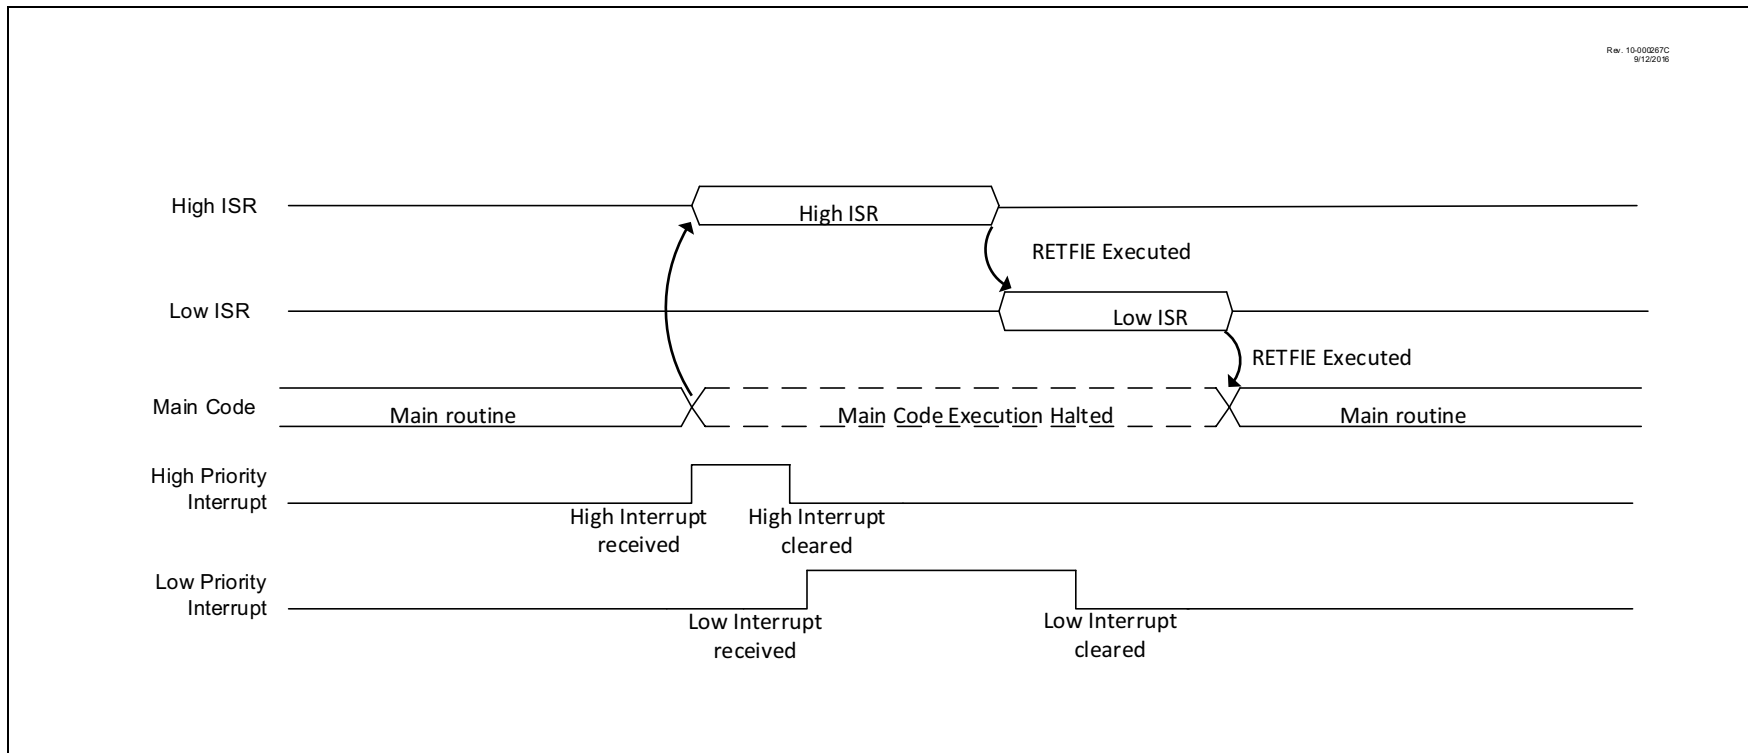 Rev. 10-000267C
9/12/2016
High ISR
High ISR
RETFIE Executed
Low ISR
Low ISR
RETFIE Executed
Main Code
Main routine
Main Code Execution Halted
Main routine
High Priority
Interrupt
High Interrupt
received
High Interrupt
cleared
Low Priority
Interrupt
Low Interrupt
received
Low Interrupt
cleared